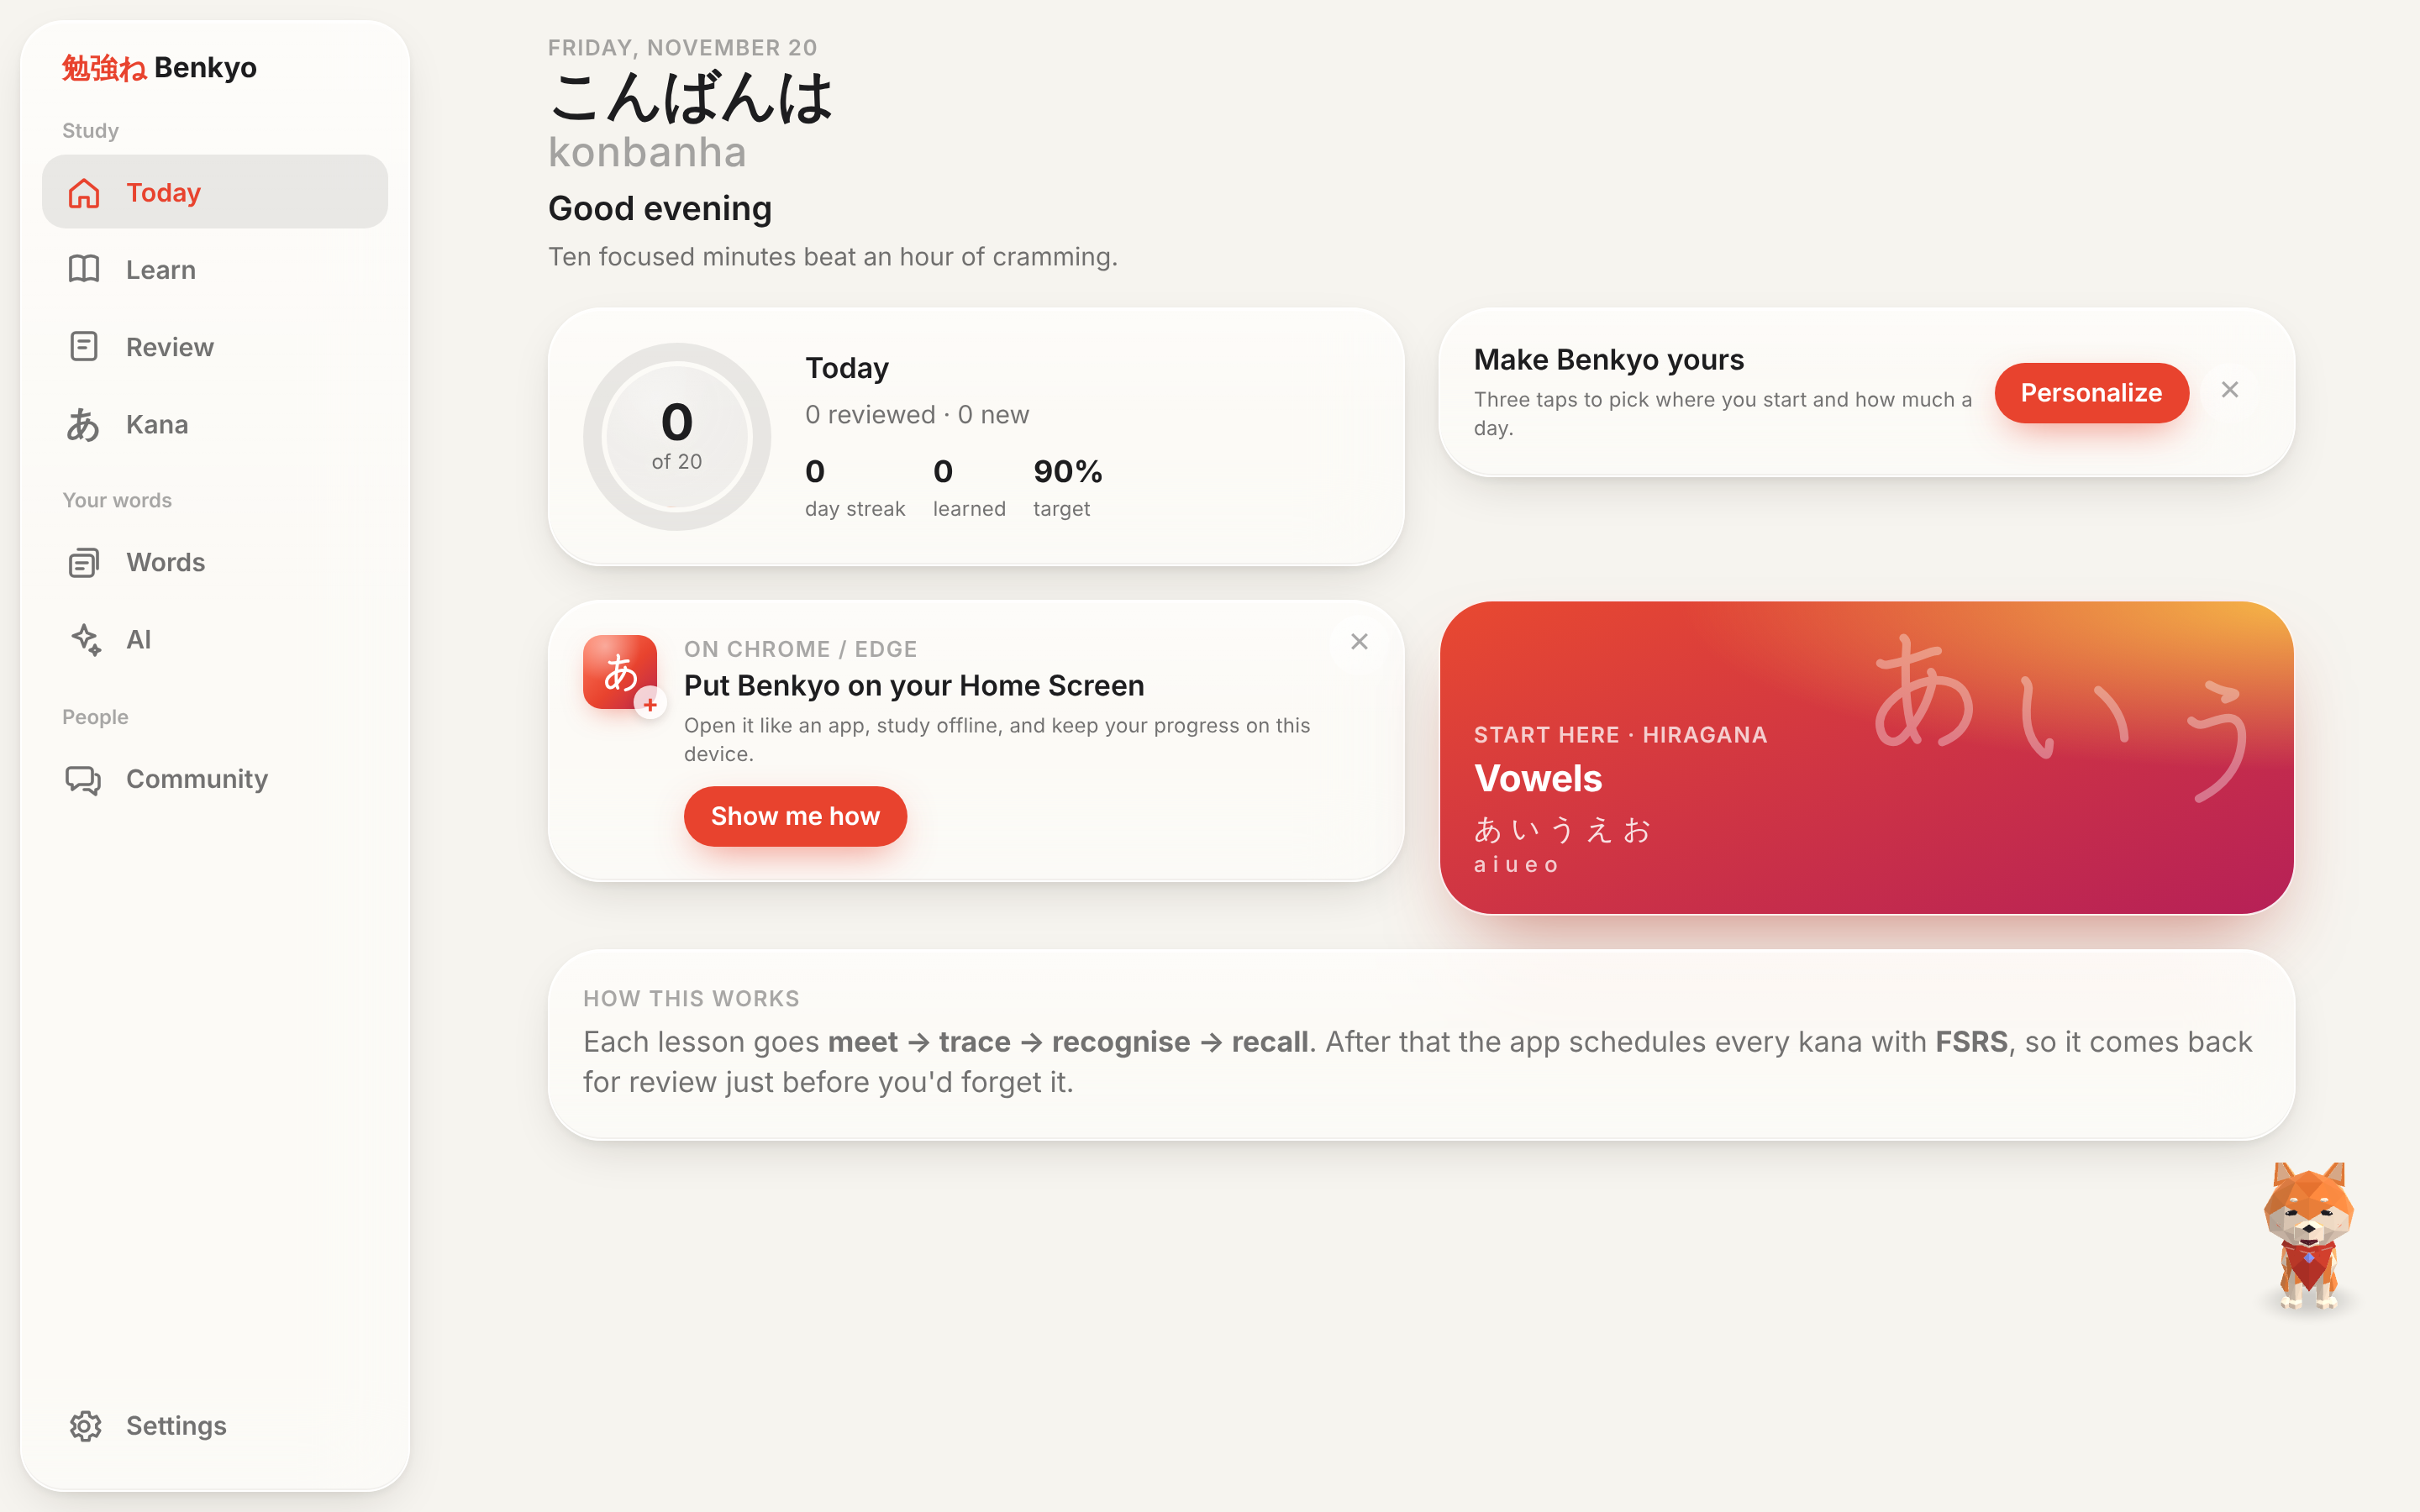 勉強ね Benkyo
Study
Today
Learn
Review
あ Kana
Your words
Words
AI
People
Community
Settings
FRIDAY, NOVEMBER 20
こんばんは
konbanha
Good evening
Ten focused minutes beat an hour of cramming.
0
of 20
Today
0 reviewed · 0 new
0 0 90%
day streak learned target
Make Benkyo yours
Three taps to pick where you start and how much a
day.
Personalize
あ
ON CHROME / EDGE
Put Benkyo on your Home Screen
Open it like an app, study offline, and keep your progress on this
device.
Show me how
あ い う
START HERE · HIRAGANA
Vowels
あ い う え お
a i u e o
HOW THIS WORKS
Each lesson goes meet → trace → recognise → recall. After that the app schedules every kana with FSRS, so it comes back
for review just before you'd forget it.